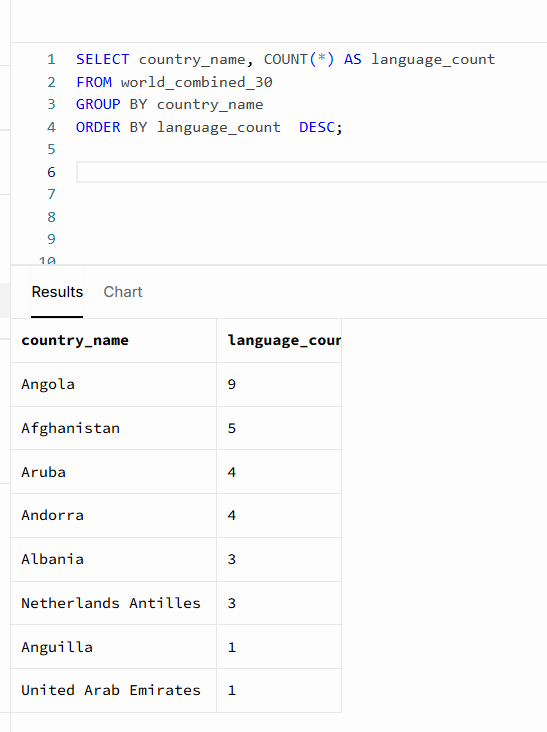 1 SELECT country_name, COUNT(*) AS language_count
2 FROM world_combined_30
3 GROUP BY country_name
4 ORDER BY language_count  DESC;
5
6
7
8
9
10
Results Chart
country_name language_coun
Angola 9
Afghanistan 5
Aruba 4
Andorra 4
Albania 3
Netherlands Antilles 3
Anguilla 1
United Arab Emirates 1